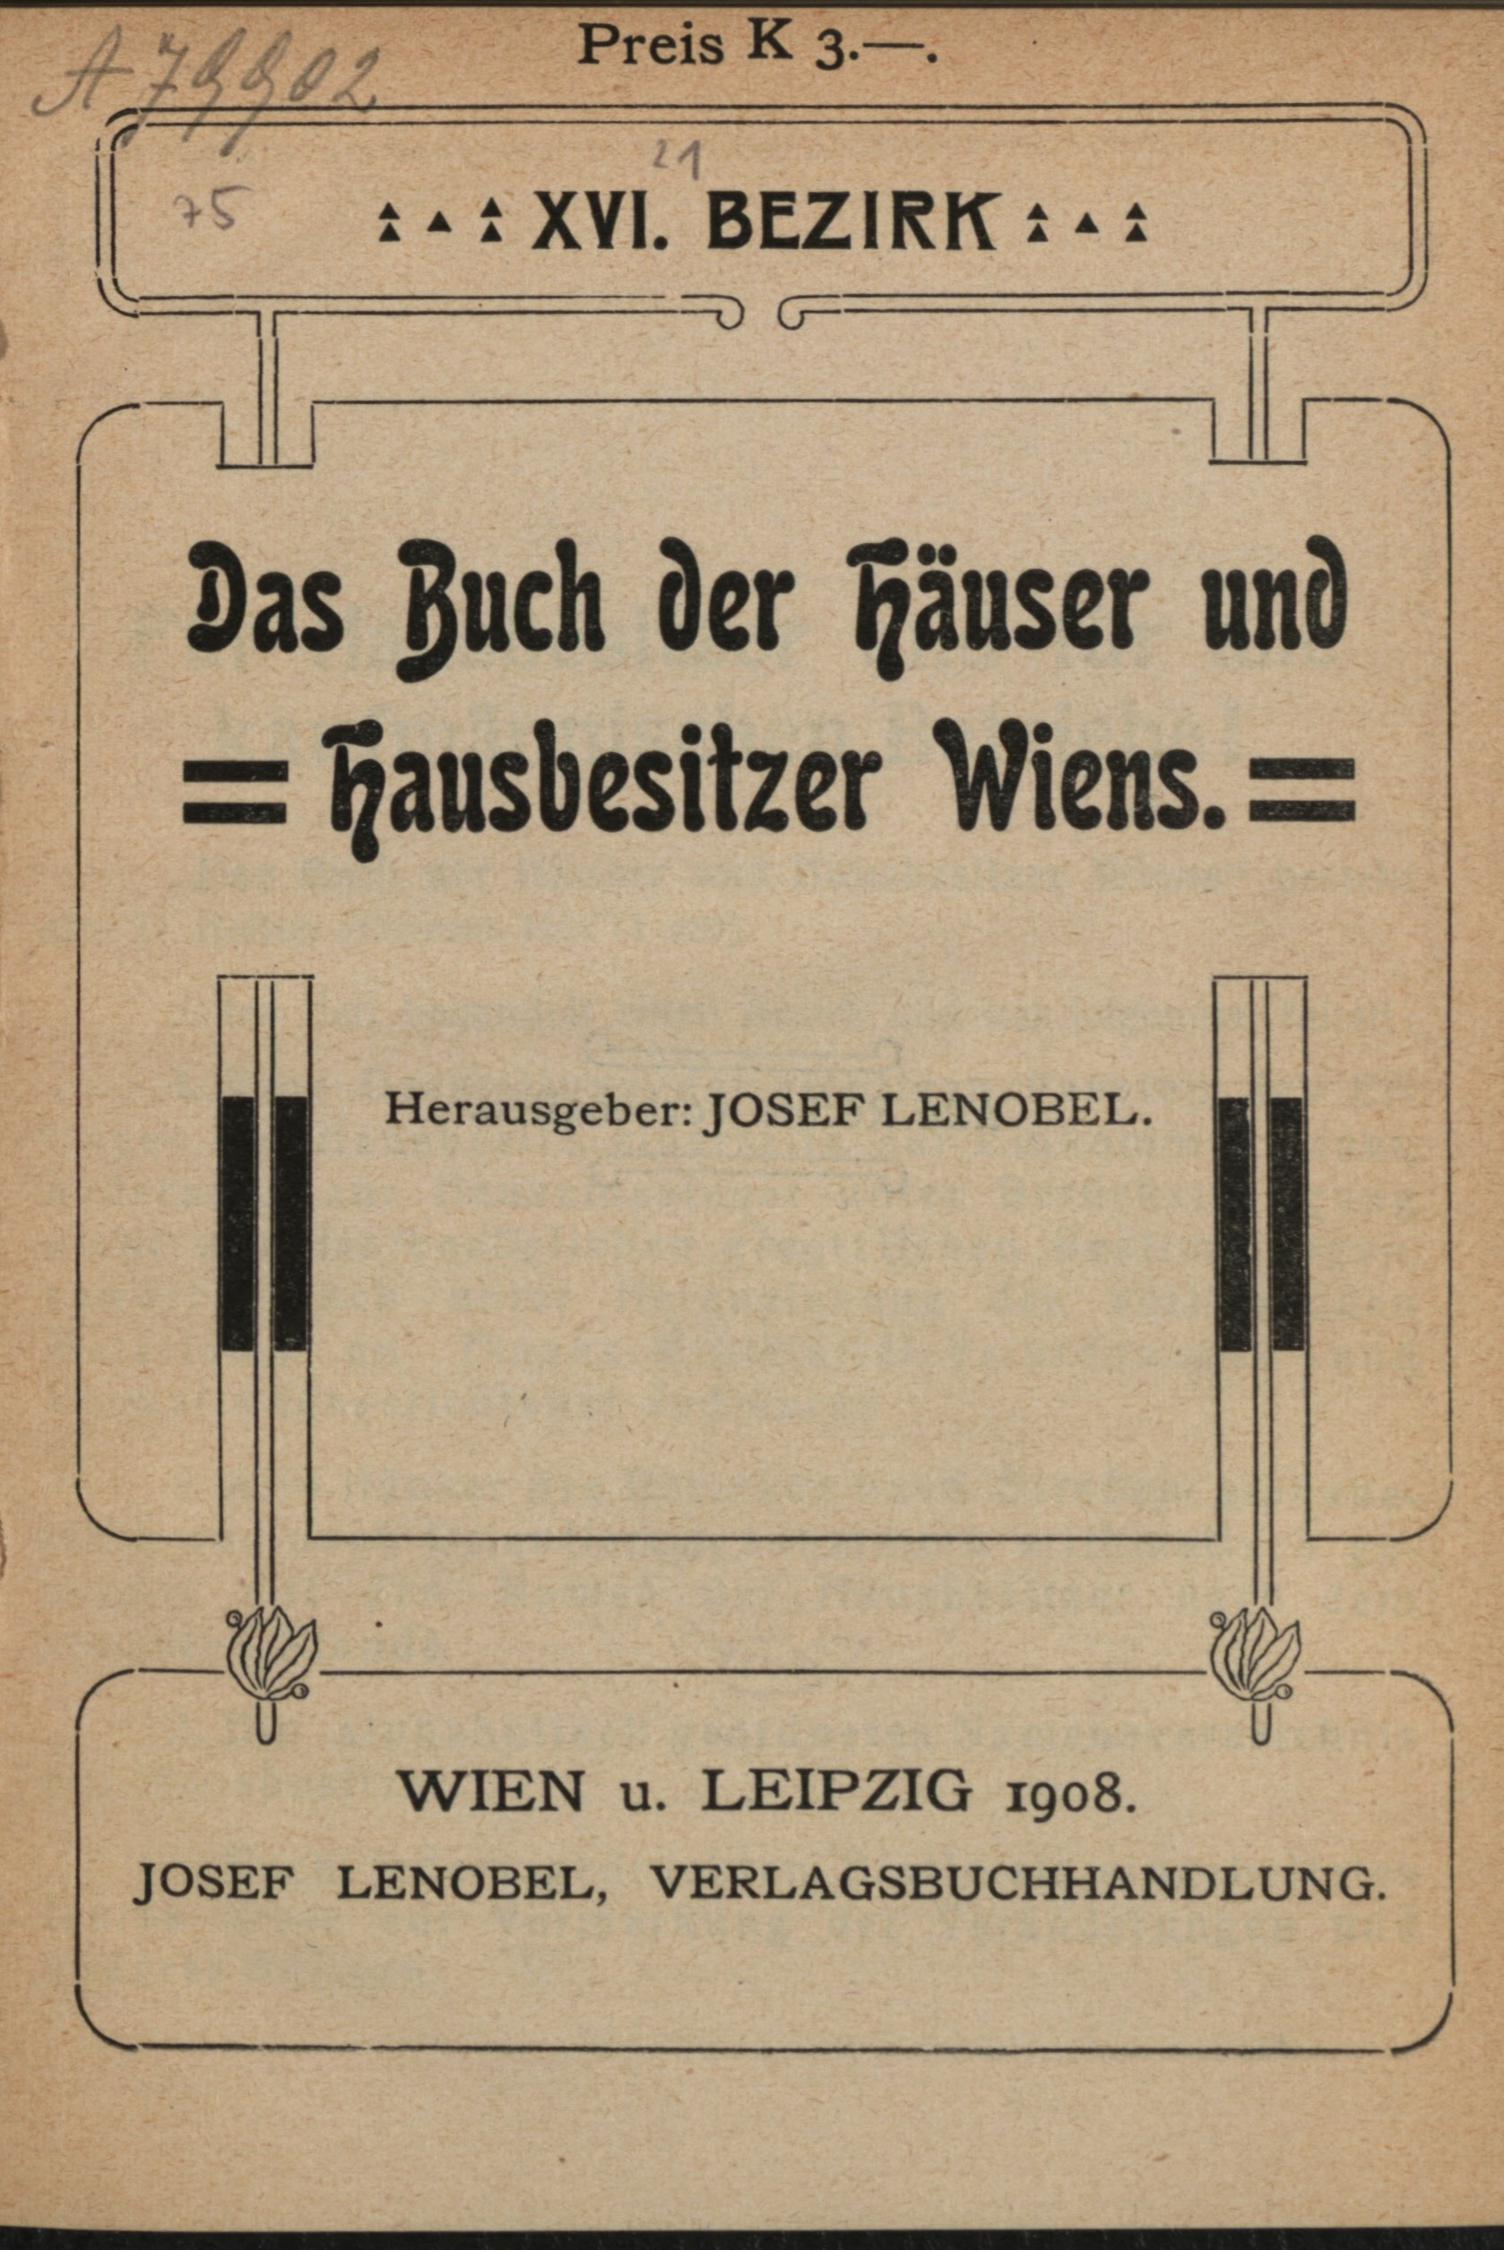 Preis K 3.—.
A 79902
21
75
XVI. BEZIRK
Das Buch der Häuser und
Hausbesitzer Wiens.
Herausgeber: JOSEF LENOBEL.
WIEN u. LEIPZIG 1908.
JOSEF LENOBEL, VERLAGSBUCHHANDLUNG.